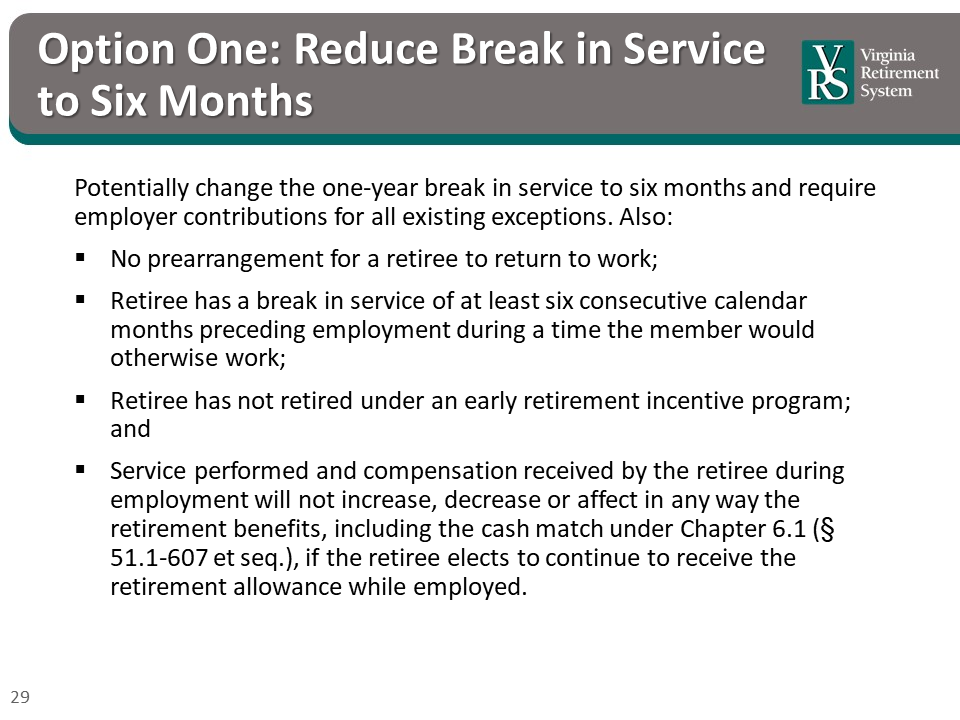 Option One: Reduce Break in Service
to Six Months
VRS
Virginia
Retirement
System
Potentially change the one-year break in service to six months and require
employer contributions for all existing exceptions. Also:
▪ No prearrangement for a retiree to return to work;
▪ Retiree has a break in service of at least six consecutive calendar
months preceding employment during a time the member would
otherwise work;
▪ Retiree has not retired under an early retirement incentive program;
and
▪ Service performed and compensation received by the retiree during
employment will not increase, decrease or affect in any way the
retirement benefits, including the cash match under Chapter 6.1 (§
51.1-607 et seq.), if the retiree elects to continue to receive the
retirement allowance while employed.
29